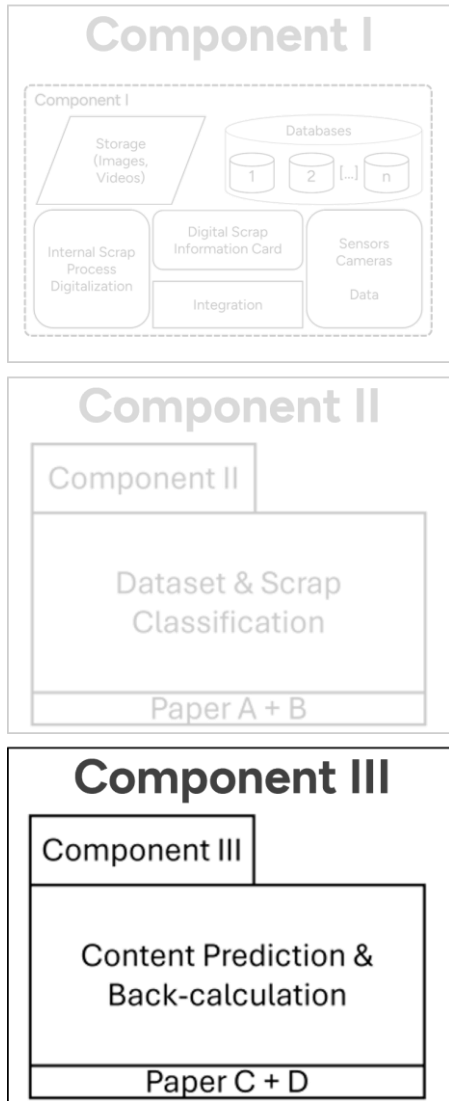 Component I
Component I
Storage
(Images,
Videos)
Databases
1
2
[...]
n
Internal Scrap
Process
Digitalization
Digital Scrap
Information Card
Integration
Sensors
Cameras
Data
Component II
Component II
Dataset & Scrap
Classification
Paper A + B
Component III
Component III
Content Prediction &
Back-calculation
Paper C + D